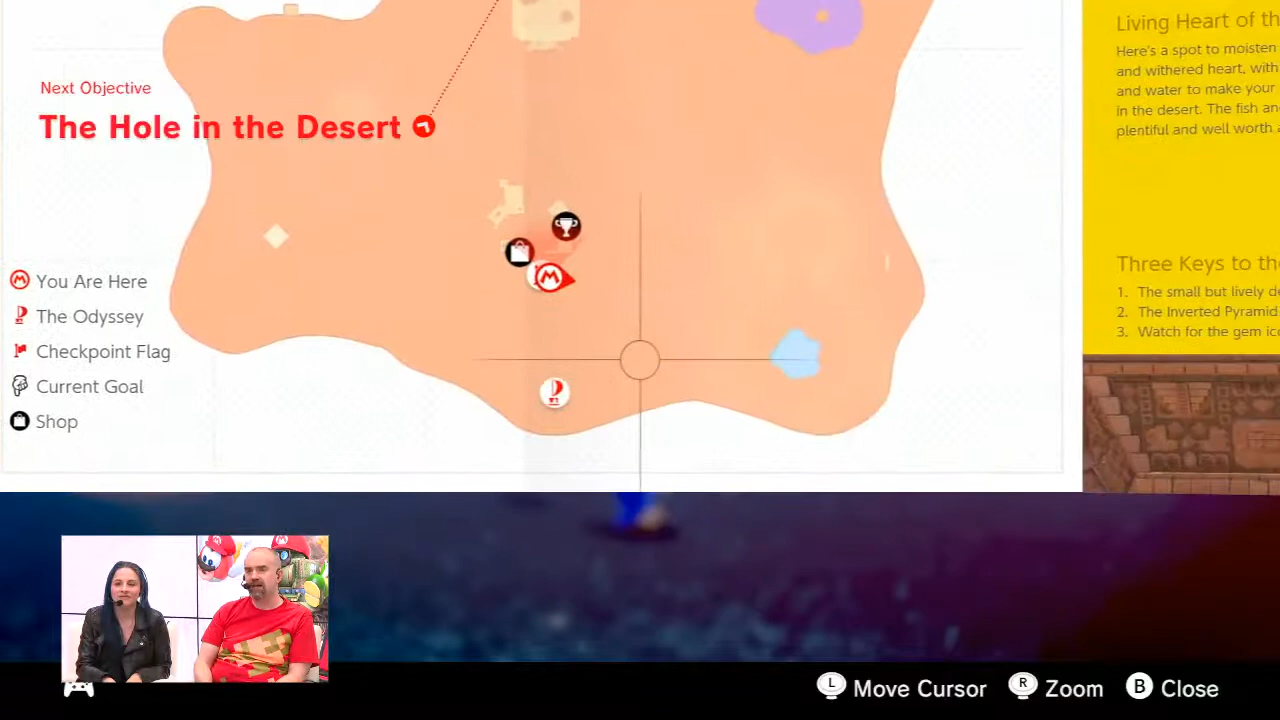 Next Objective
The Hole in the Desert
You Are Here
The Odyssey
Checkpoint Flag
Current Goal
Shop
Living Heart of th
Here's a spot to moisten
and withered heart, with
and water to make your
in the desert. The fish an
plentiful and well worth a
Three Keys to the
1. The small but lively de
2. The Inverted Pyramid
3. Watch for the gem ico
L Move Cursor R Zoom B Close